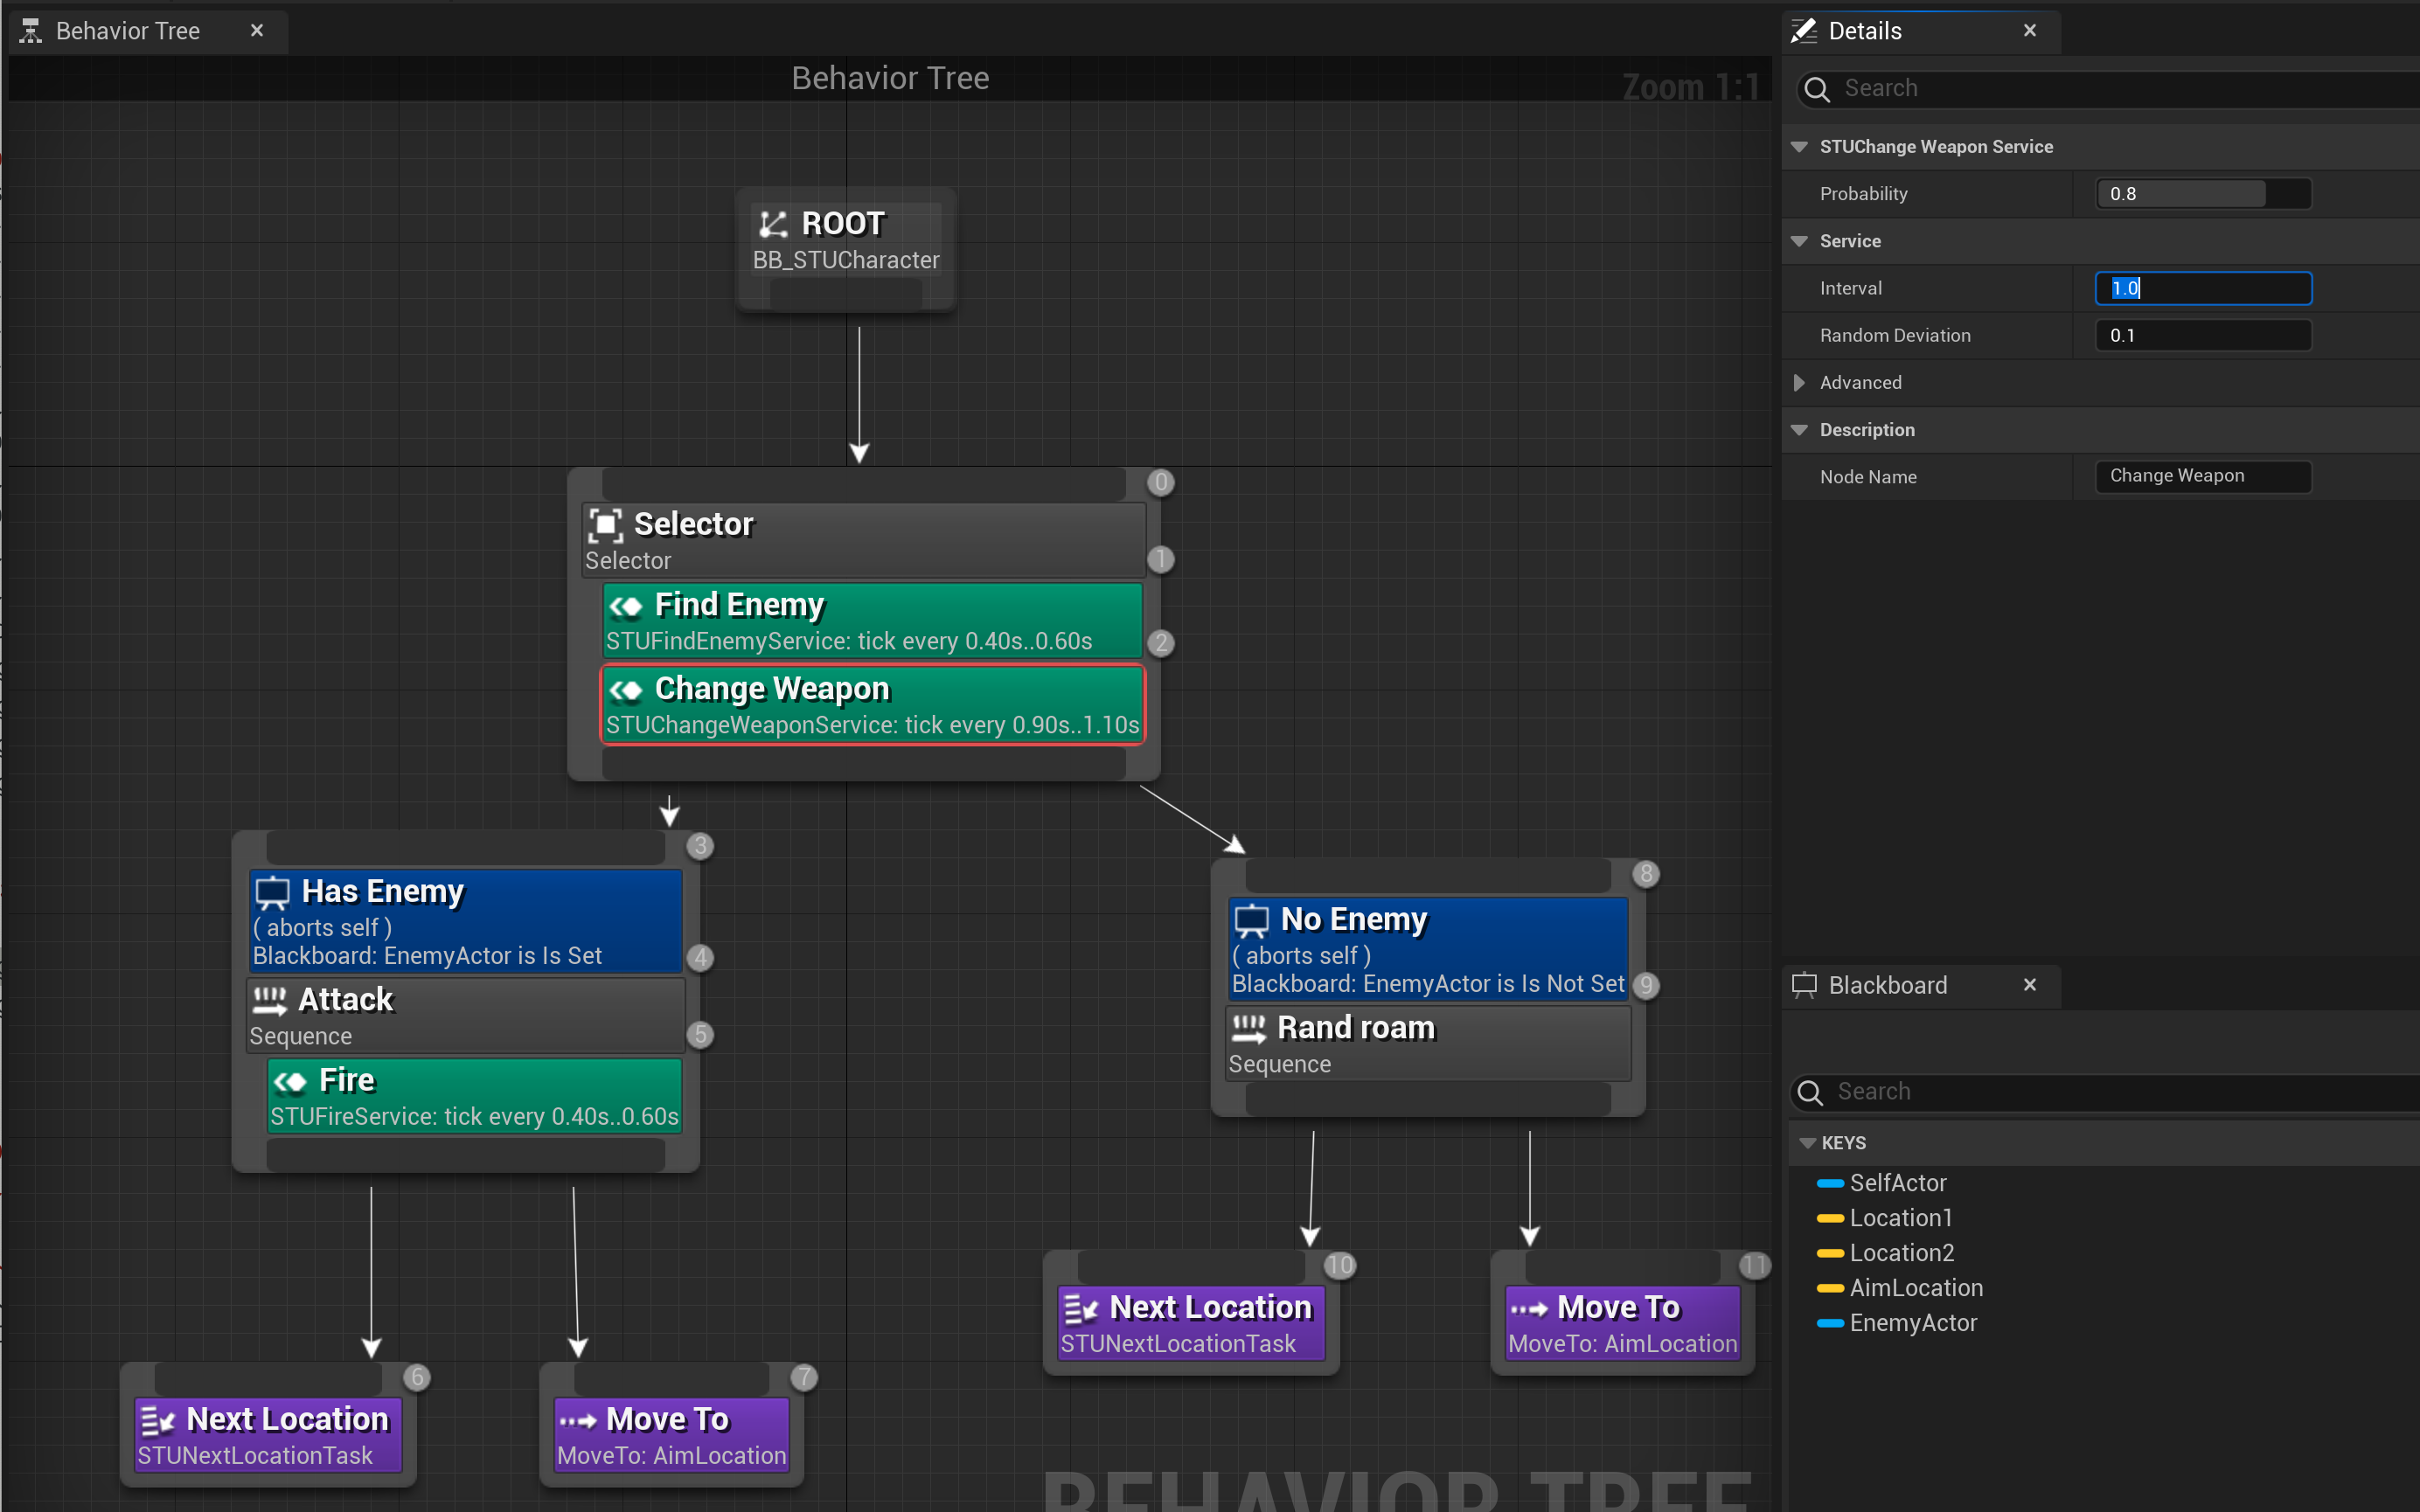 Behavior Tree
Behavior Tree
Zoom 1:1
ROOT
BB_STUCharacter
0
Selector
Selector
1
Find Enemy
STUFindEnemyService: tick every 0.40s..0.60s
2
Change Weapon
STUChangeWeaponService: tick every 0.90s..1.10s
3
Has Enemy
( aborts self )
Blackboard: EnemyActor is Is Set
4
Attack
Sequence
5
Fire
STUFireService: tick every 0.40s..0.60s
8
No Enemy
( aborts self )
Blackboard: EnemyActor is Is Not Set
9
Rand roam
Sequence
6
Next Location
STUNextLocationTask
7
Move To
MoveTo: AimLocation
10
Next Location
STUNextLocationTask
11
Move To
MoveTo: AimLocation
BEHAVIOR TREE
Details
Search
STUChange Weapon Service
Probability 0.8
Service
Interval 1.0
Random Deviation 0.1
Advanced
Description
Node Name Change Weapon
Blackboard
Search
KEYS
SelfActor
Location1
Location2
AimLocation
EnemyActor